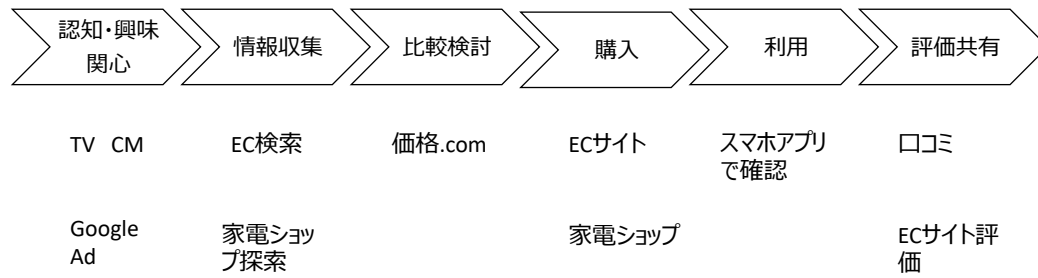 認知・興味
関心
情報収集
比較検討
購入
利用
評価共有
TV CM
EC検索
価格.com
ECサイト
スマホアプリ
で確認
口コミ
Google
Ad
家電ショッ
プ探索
家電ショップ
ECサイト評
価